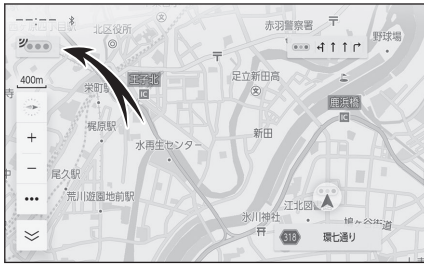 --:--
北区役所
赤羽警察署
野球場
400m
栄町駅
王子北
IC
足立新田高
鹿浜橋
IC
+
梶原駅
新田
水再生センター
−
尾久駅
荒川遊園地前駅
江北図
氷川神社
318 環七通り